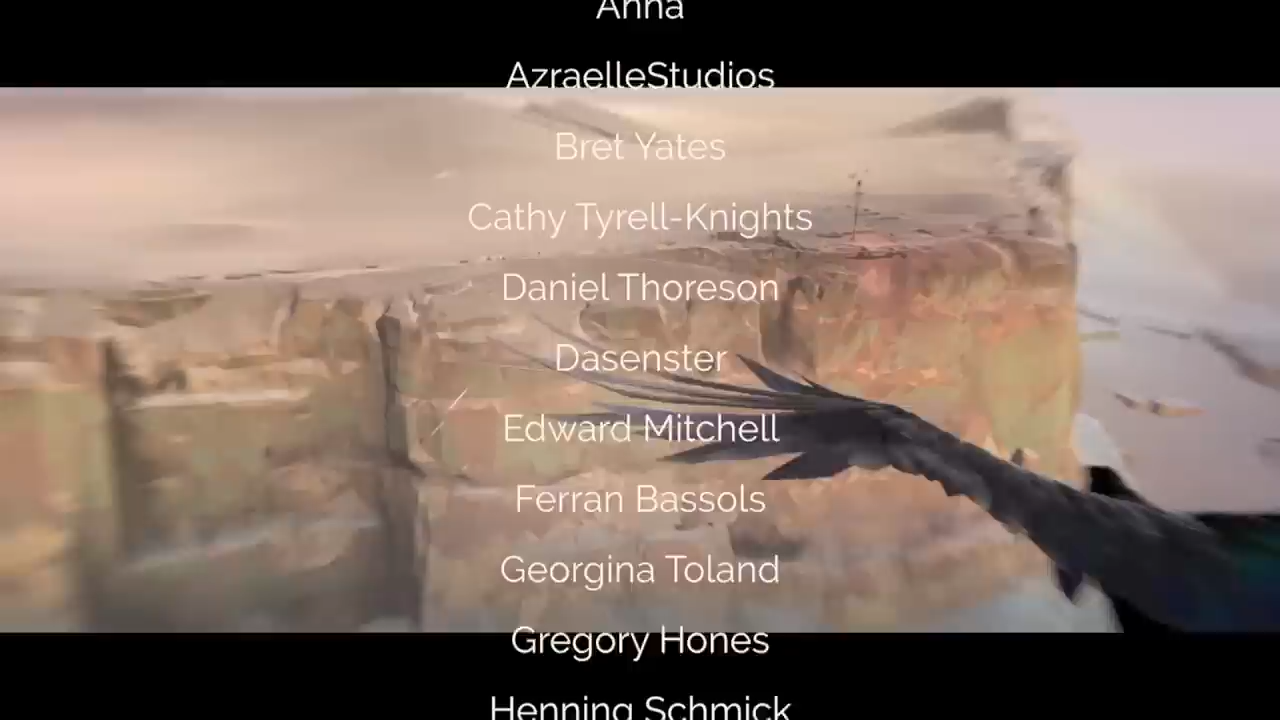 Anna
AzraelleStudios
Bret Yates
Cathy Tyrell-Knights
Daniel Thoreson
Dasenster
Edward Mitchell
Ferran Bassols
Georgina Toland
Gregory Hones
Henning Schmick